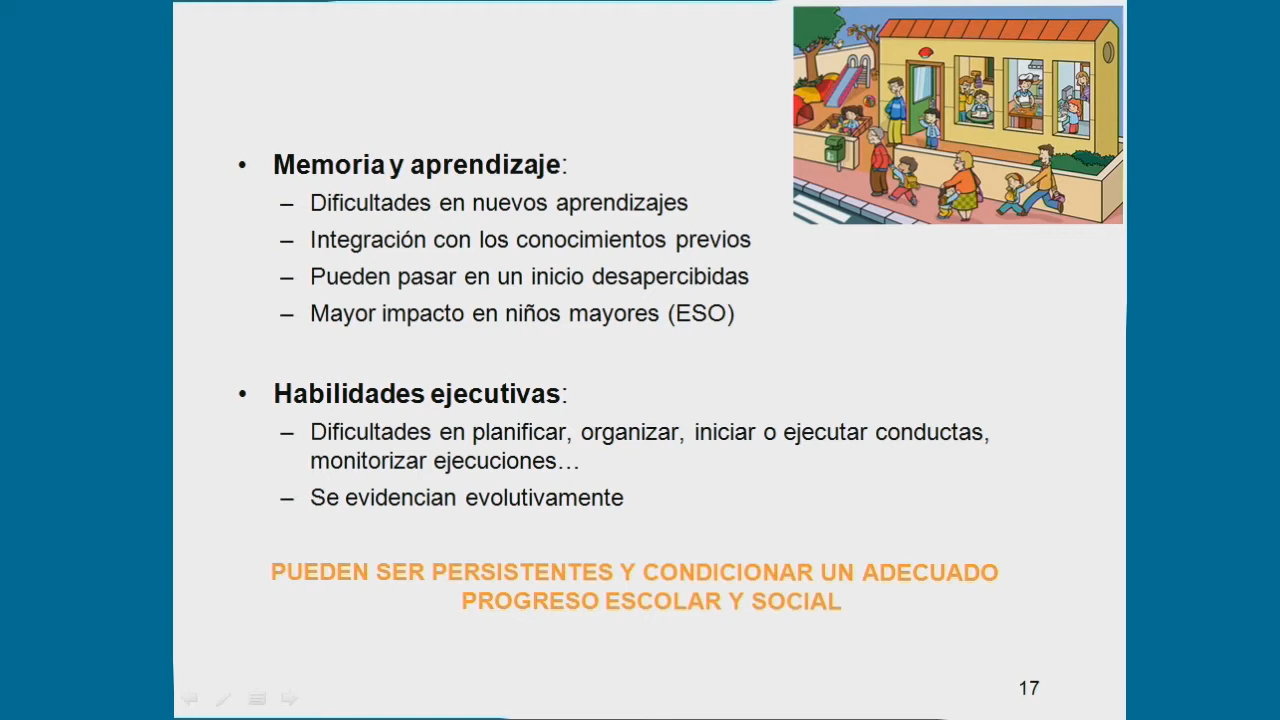 • Memoria y aprendizaje:
– Dificultades en nuevos aprendizajes
– Integración con los conocimientos previos
– Pueden pasar en un inicio desapercibidas
– Mayor impacto en niños mayores (ESO)
• Habilidades ejecutivas:
– Dificultades en planificar, organizar, iniciar o ejecutar conductas,
monitorizar ejecuciones…
– Se evidencian evolutivamente
PUEDEN SER PERSISTENTES Y CONDICIONAR UN ADECUADO
PROGRESO ESCOLAR Y SOCIAL
17